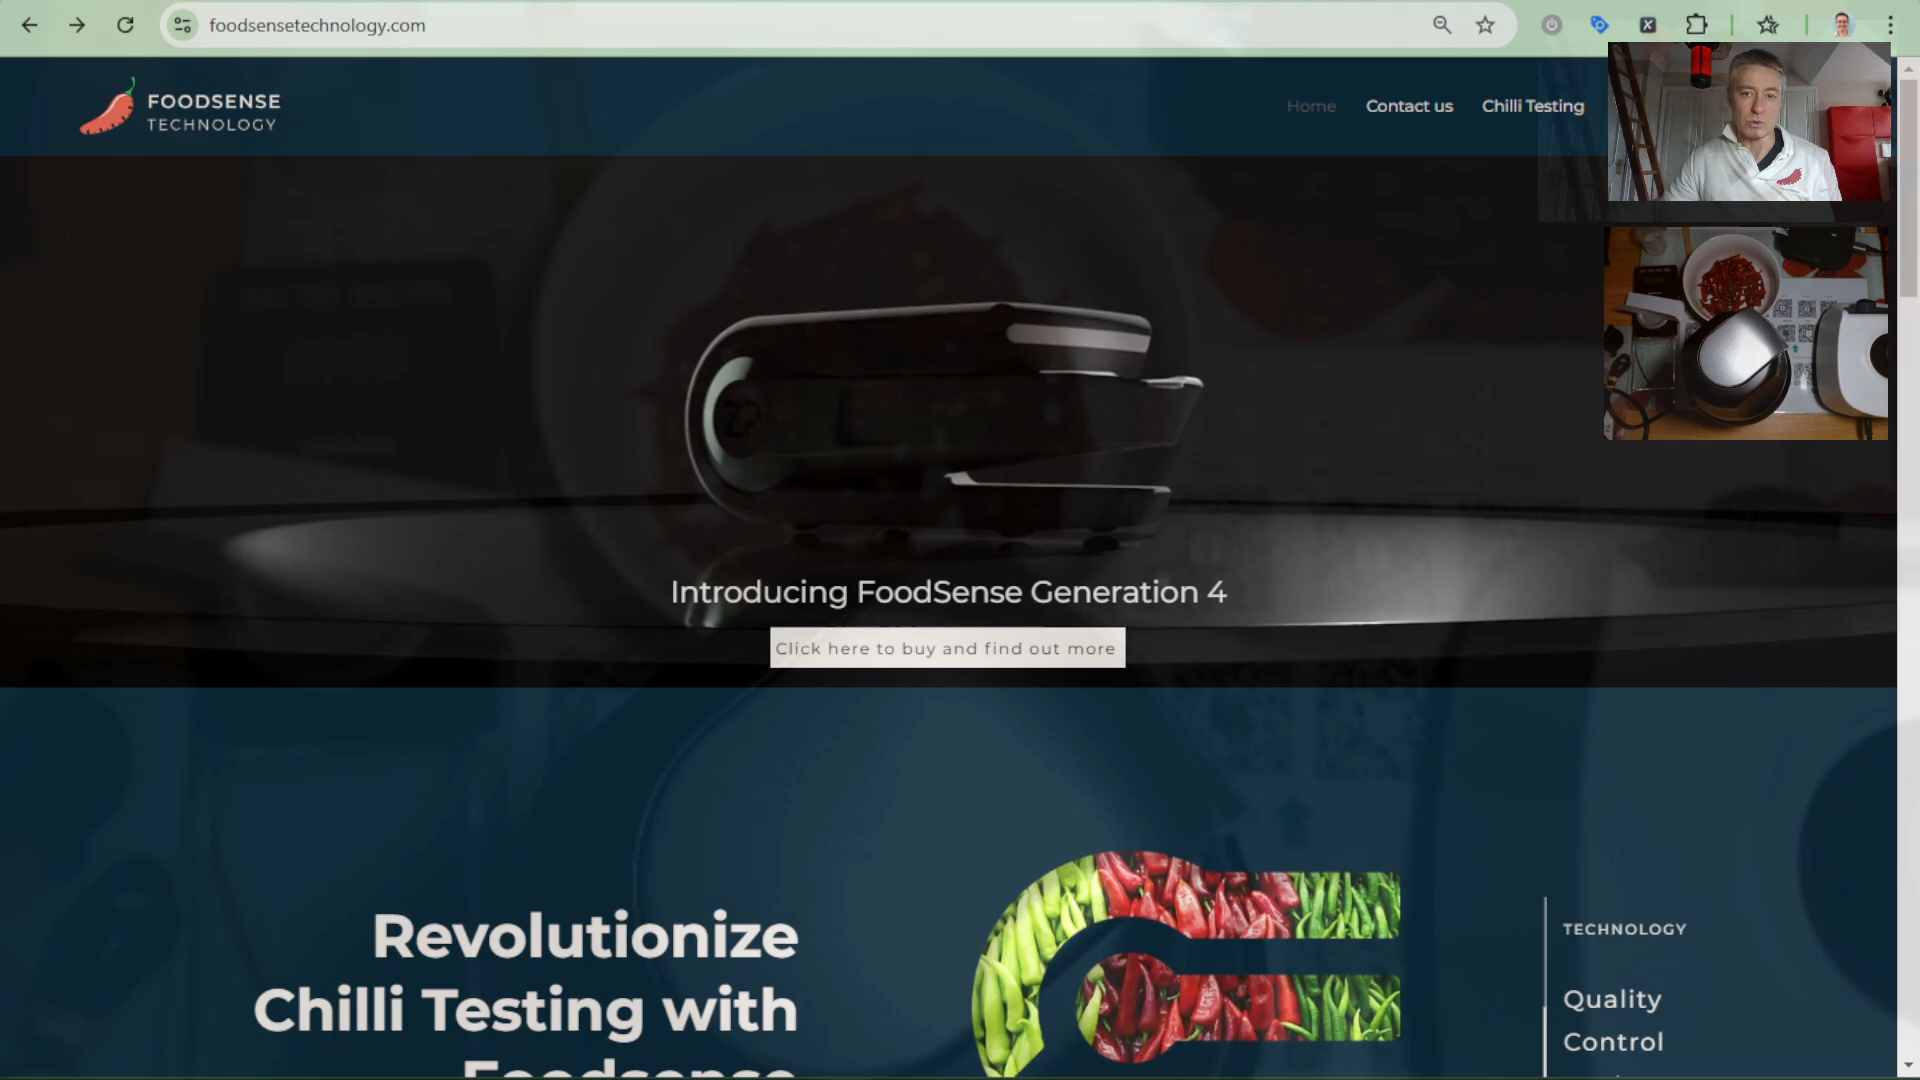 foodsensetechnology.com
FOODSENSE
TECHNOLOGY
Home
Contact us
Chilli Testing
Introducing FoodSense Generation 4
Click here to buy and find out more
Revolutionize
Chilli Testing with
Foodsense
TECHNOLOGY
Quality
Control